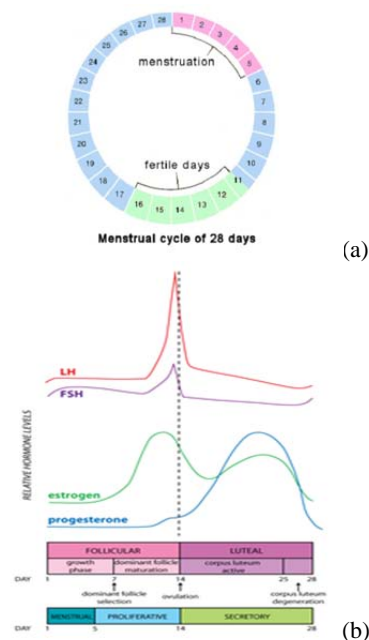 28 1 2 3 4 5 6 7 8 9 10 11 12 13 14 15 16 17 18 19 20 21 22 23 24 25 26 27
menstruation
fertile days
Menstrual cycle of 28 days
(a)
LH
FSH
RELATIVE HORMONE LEVELS
estrogen
progesterone
FOLLICULAR LUTEAL
growth phase
dominant follicle maturation
corpus luteum active
DAY 1 7 14 25 28 DAY
dominant follicle selection
ovulation
corpus luteum degeneration
MENSTRUAL PROLIFERATIVE SECRETORY
DAY 1 5 14 28
(b)